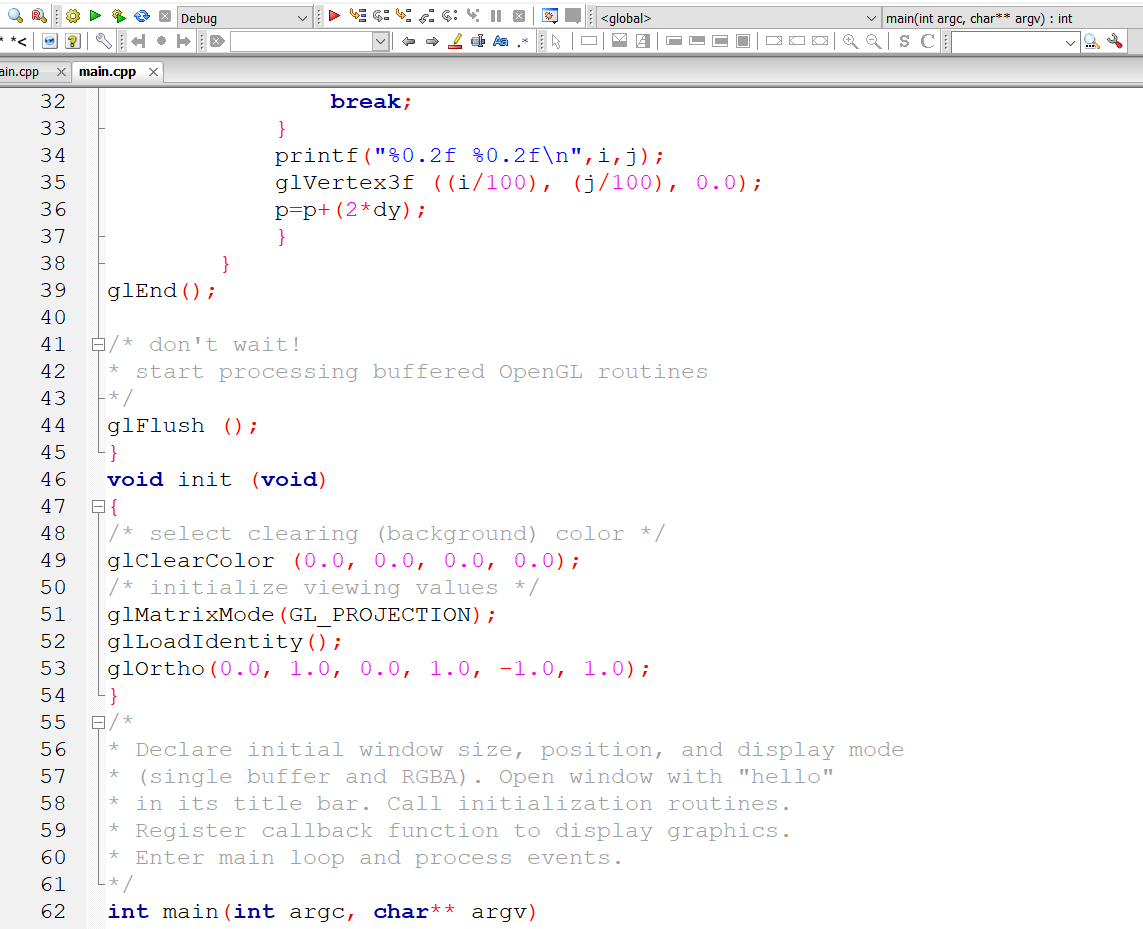 Debug <global> main(int argc, char** argv) : int
* *<
S C
ain.cpp main.cpp
32 break;
33 }
34 printf("%0.2f %0.2f\n",i,j);
35 glVertex3f ((i/100), (j/100), 0.0);
36 p=p+(2*dy);
37 }
38 }
39 glEnd();
40
41 /* don't wait!
42 * start processing buffered OpenGL routines
43 */
44 glFlush ();
45 }
46 void init (void)
47 {
48 /* select clearing (background) color */
49 glClearColor (0.0, 0.0, 0.0, 0.0);
50 /* initialize viewing values */
51 glMatrixMode(GL_PROJECTION);
52 glLoadIdentity();
53 glOrtho(0.0, 1.0, 0.0, 1.0, -1.0, 1.0);
54 }
55 /*
56 * Declare initial window size, position, and display mode
57 * (single buffer and RGBA). Open window with "hello"
58 * in its title bar. Call initialization routines.
59 * Register callback function to display graphics.
60 * Enter main loop and process events.
61 */
62 int main(int argc, char** argv)